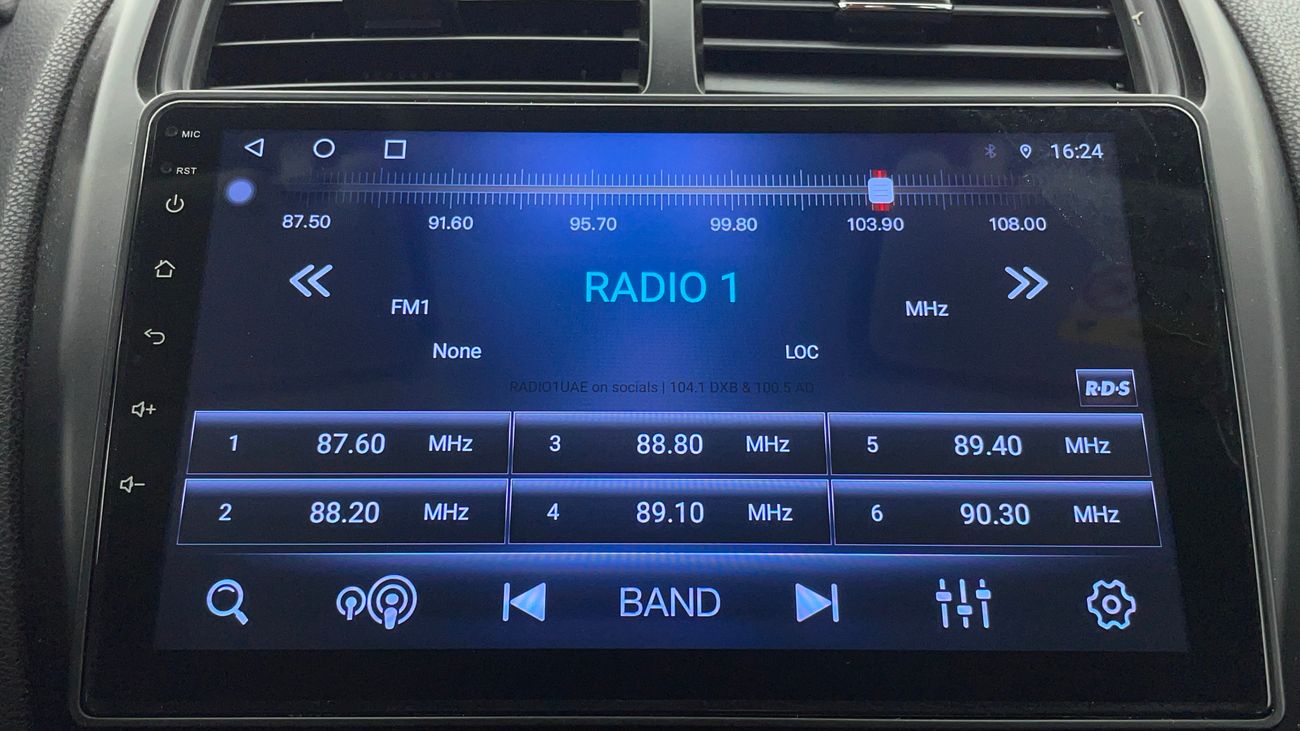 MIC
16:24
RST
87.50 91.60 95.70 99.80 103.90 108.00
RADIO 1
FM1 MHz
None LOC
RADIO1UAE on socials | 104.1 DXB & 100.5 AD
R·D·S
1 87.60 MHz 3 88.80 MHz 5 89.40 MHz
2 88.20 MHz 4 89.10 MHz 6 90.30 MHz
BAND